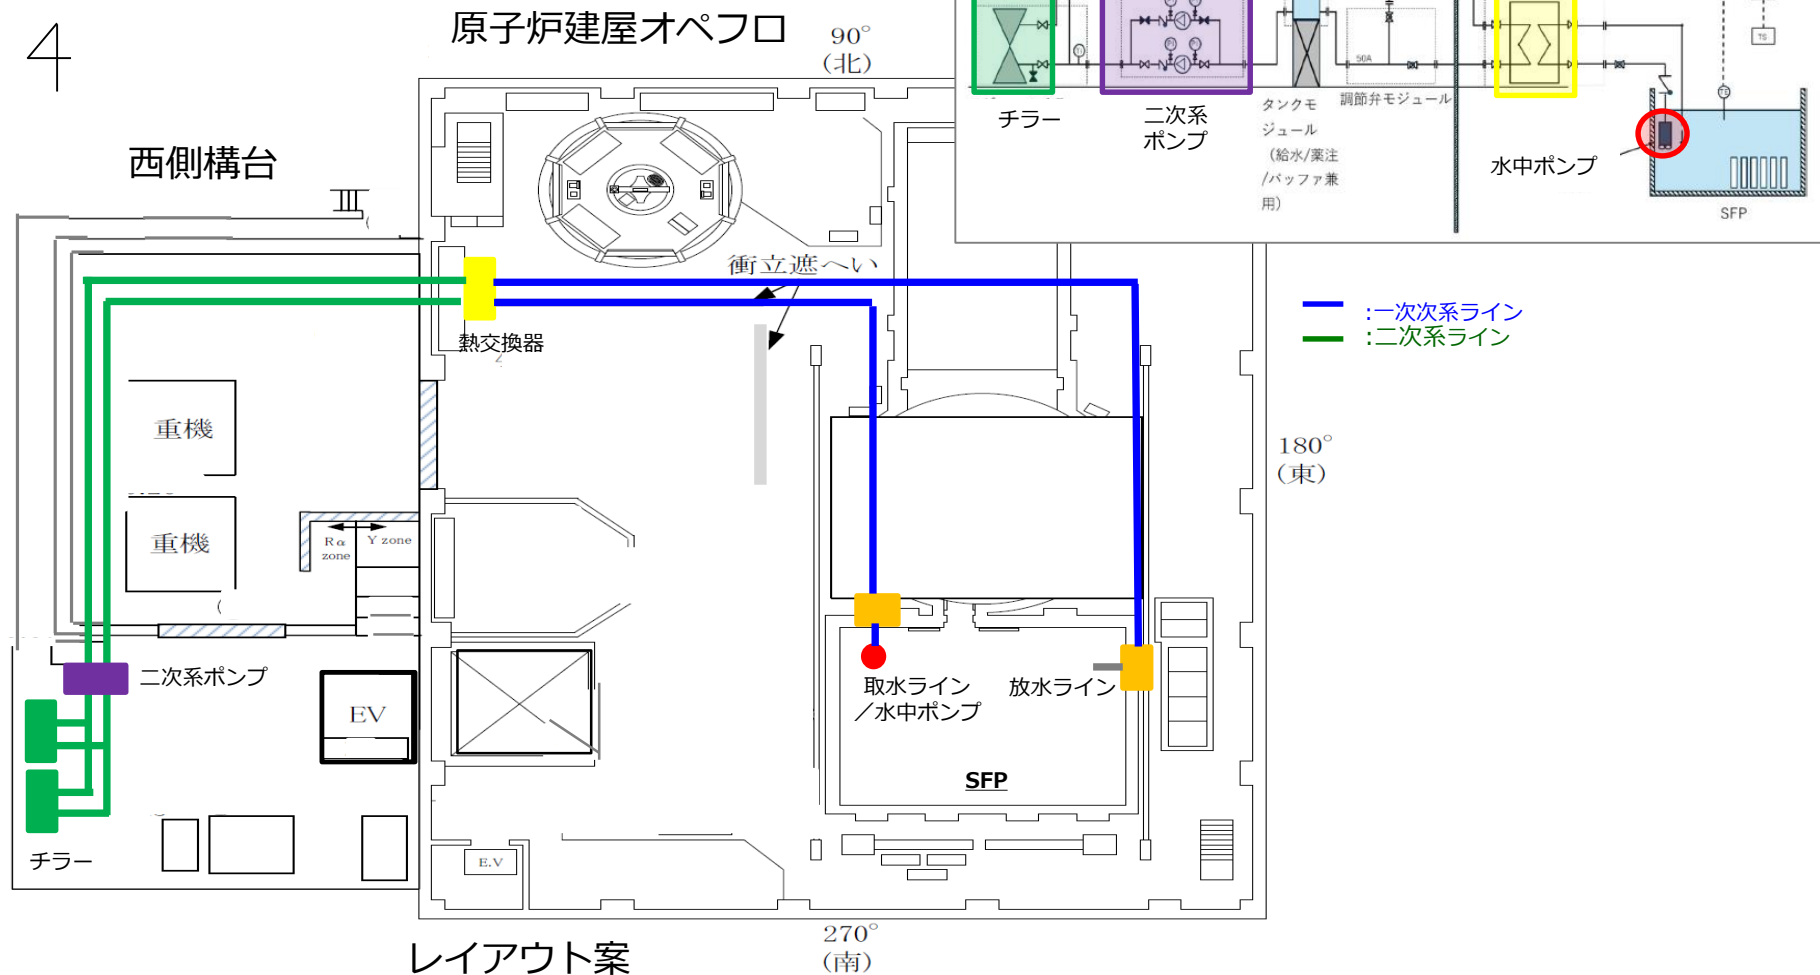 原子炉建屋オペフロ
90°
(北)
西側構台
チラー
二次系
ポンプ
タンクモ
ジュール
(給水/薬注
/バッファ兼
用)
50A
調節弁モジュール
水中ポンプ
TE
TS
SFP
衝立遮へい
:一次次系ライン
:二次系ライン
熱交換器
重機
重機
Rα
zone
Y zone
180°
(東)
二次系ポンプ
EV
取水ライン
/水中ポンプ
放水ライン
SFP
チラー
E.V
レイアウト案
270°
(南)